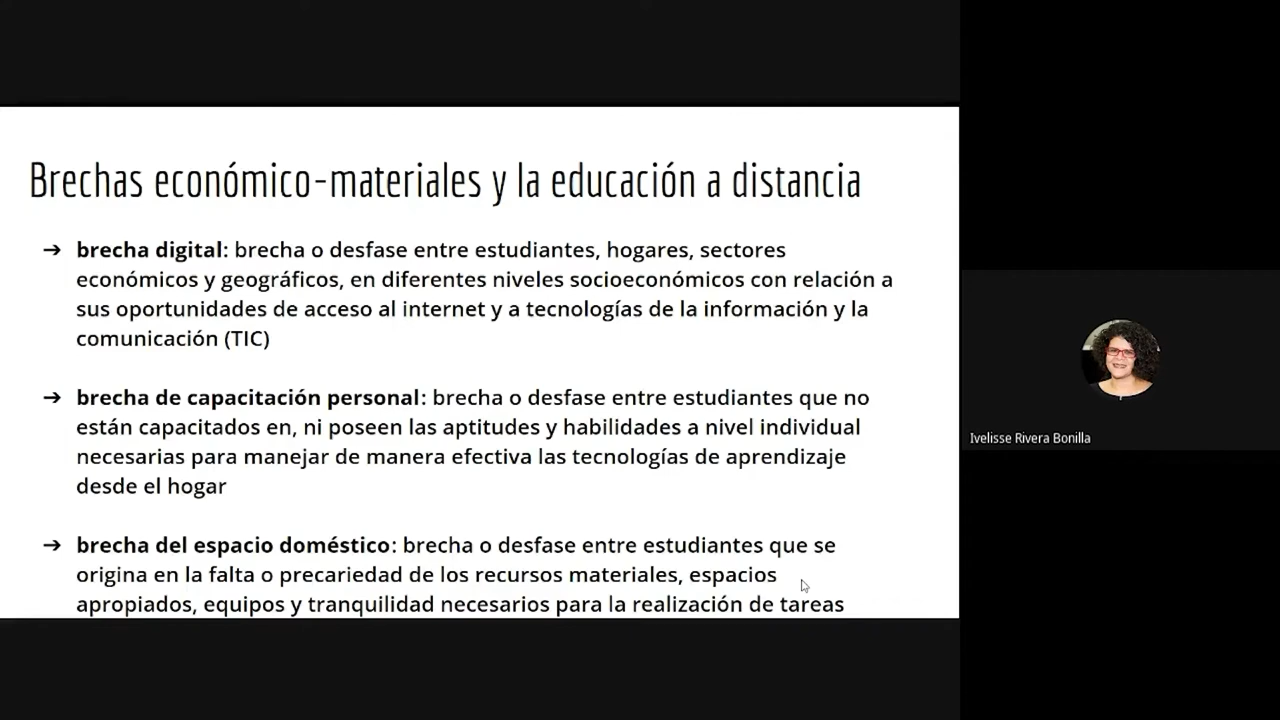 Brechas económico-materiales y la educación a distancia
➔ brecha digital: brecha o desfase entre estudiantes, hogares, sectores
económicos y geográficos, en diferentes niveles socioeconómicos con relación a
sus oportunidades de acceso al internet y a tecnologías de la información y la
comunicación (TIC)
➔ brecha de capacitación personal: brecha o desfase entre estudiantes que no
están capacitados en, ni poseen las aptitudes y habilidades a nivel individual
necesarias para manejar de manera efectiva las tecnologías de aprendizaje
desde el hogar
➔ brecha del espacio doméstico: brecha o desfase entre estudiantes que se
origina en la falta o precariedad de los recursos materiales, espacios
apropiados, equipos y tranquilidad necesarios para la realización de tareas
Ivelisse Rivera Bonilla